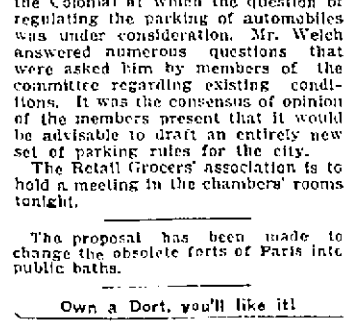 the Colonial at which the question of
regulating the parking of automobiles
was under consideration. Mr. Welch
answered numerous questions that
were asked him by members of the
committee regarding existing condi-
tions. It was the consensus of opinion
of the members present that it would
be advisable to draft an entirely new
set of parking rules for the city.
The Retail Grocers' association is to
hold a meeting in the chambers' rooms
tonight.
The proposal has been made to
change the obsolete forts of Paris into
public baths.
Own a Dort, you'll like it!